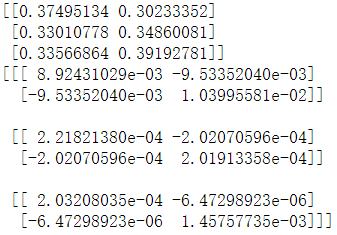 [[0.37495134 0.30233352]
 [0.33010778 0.34860081]
 [0.33566864 0.39192781]]
[[[ 8.92431029e-03 -9.53352040e-03]
  [-9.53352040e-03  1.03995581e-02]]

 [[ 2.21821380e-04 -2.02070596e-04]
  [-2.02070596e-04  2.01913358e-04]]

 [[ 2.03208035e-04 -6.47298923e-06]
  [-6.47298923e-06  1.45757735e-03]]]